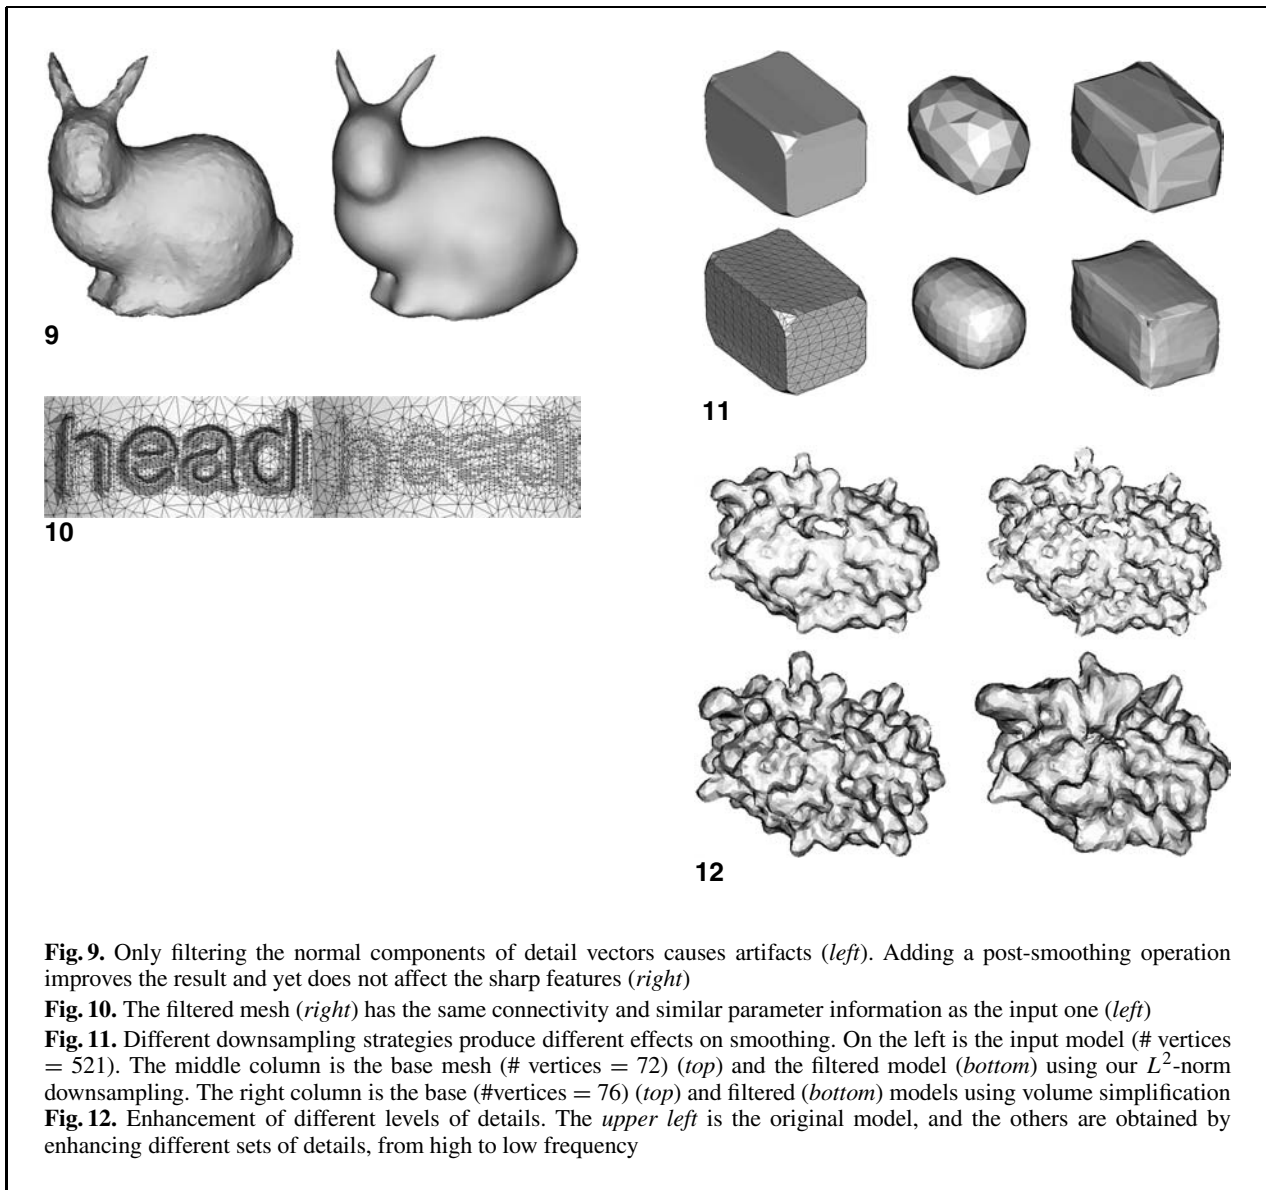 9
head head
10
11
12
Fig. 9. Only filtering the normal components of detail vectors causes artifacts (left). Adding a post-smoothing operation
improves the result and yet does not affect the sharp features (right)
Fig. 10. The filtered mesh (right) has the same connectivity and similar parameter information as the input one (left)
Fig. 11. Different downsampling strategies produce different effects on smoothing. On the left is the input model (# vertices
= 521). The middle column is the base mesh (# vertices = 72) (top) and the filtered model (bottom) using our L²-norm
downsampling. The right column is the base (#vertices = 76) (top) and filtered (bottom) models using volume simplification
Fig. 12. Enhancement of different levels of details. The upper left is the original model, and the others are obtained by
enhancing different sets of details, from high to low frequency